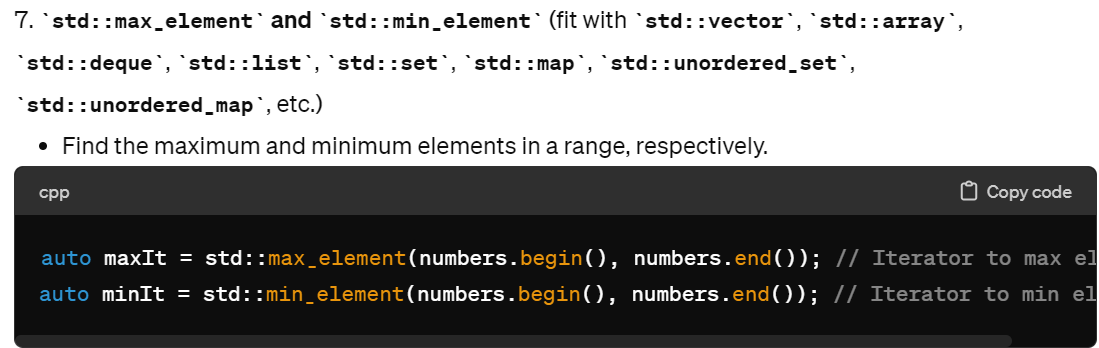 7. `std::max_element` and `std::min_element` (fit with `std::vector`, `std::array`,
`std::deque`, `std::list`, `std::set`, `std::map`, `std::unordered_set`,
`std::unordered_map`, etc.)
• Find the maximum and minimum elements in a range, respectively.
cpp Copy code
auto maxIt = std::max_element(numbers.begin(), numbers.end()); // Iterator to max el
auto minIt = std::min_element(numbers.begin(), numbers.end()); // Iterator to min el